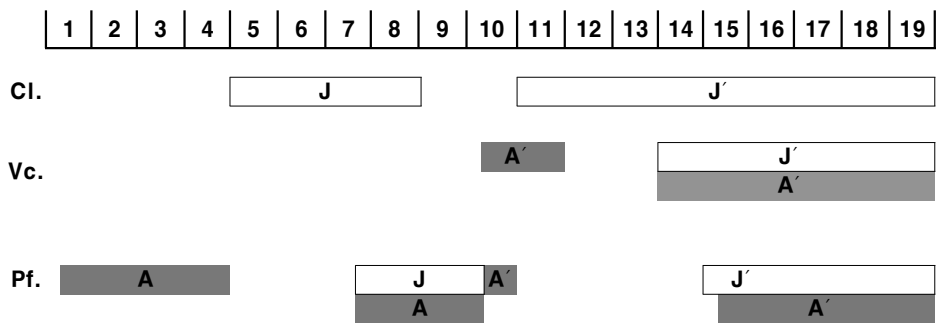 1 2 3 4 5 6 7 8 9 10 11 12 13 14 15 16 17 18 19
Cl. J J′
Vc. A′ J′
A′
Pf. A J A′ J′
A A′